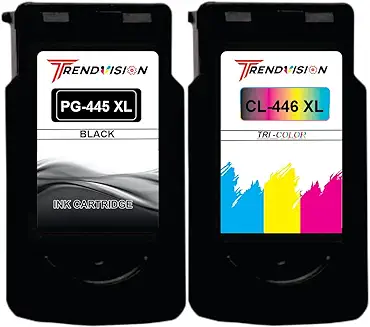 TRENDVISION
PG-445 XL
BLACK
INK CARTRIDGE
TRENDVISION
CL-446 XL
TRI-COLOR